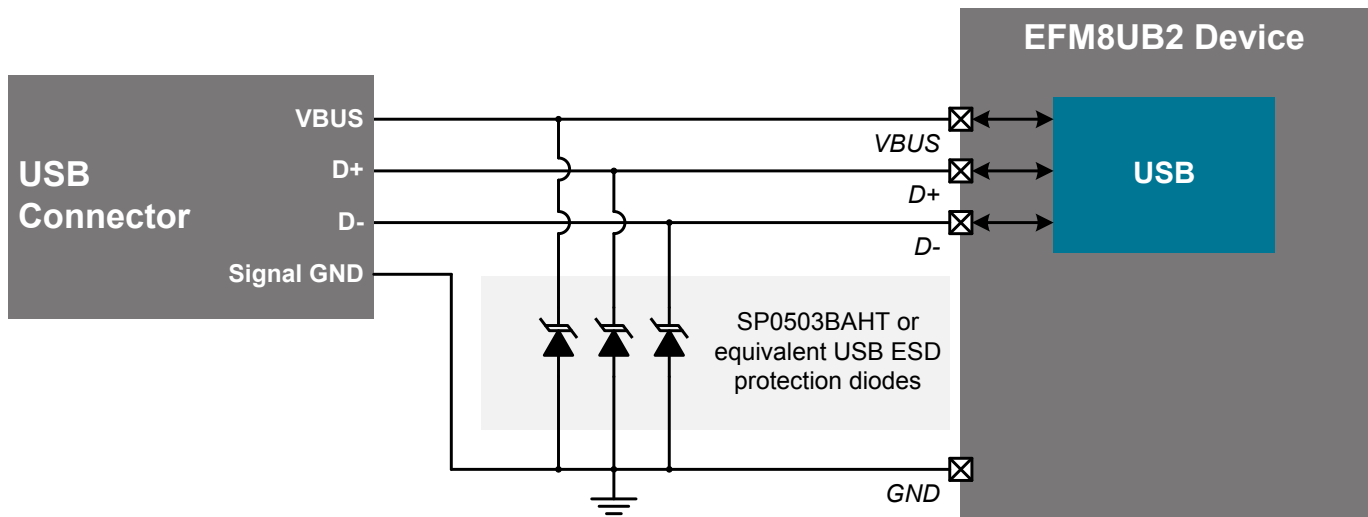 EFM8UB2 Device
USB
Connector
VBUS
D+
D-
Signal GND
VBUS
D+
D-
USB
SP0503BAHT or
equivalent USB ESD
protection diodes
GND